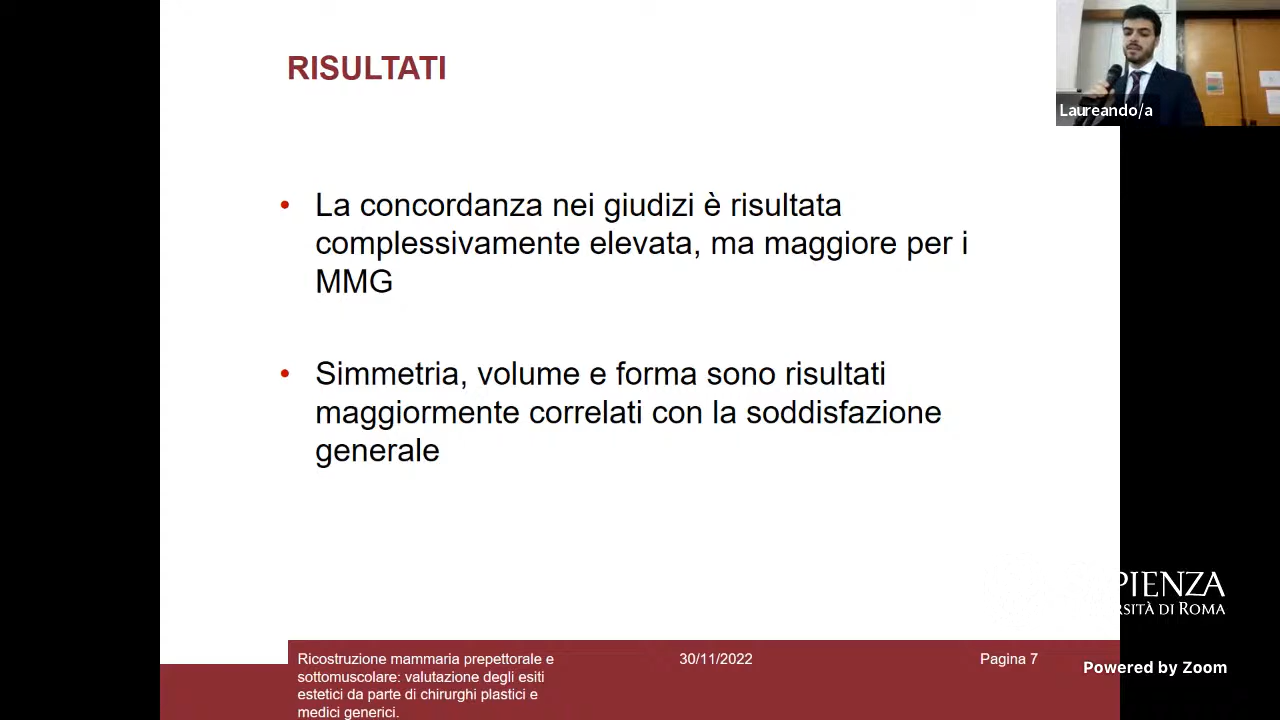 RISULTATI
Laureando/a
• La concordanza nei giudizi è risultata
complessivamente elevata, ma maggiore per i
MMG
• Simmetria, volume e forma sono risultati
maggiormente correlati con la soddisfazione
generale
PIENZA
RSITÀ DI ROMA
Ricostruzione mammaria prepettorale e
sottomuscolare: valutazione degli esiti
estetici da parte di chirurghi plastici e
medici generici.
30/11/2022
Pagina 7
Powered by Zoom